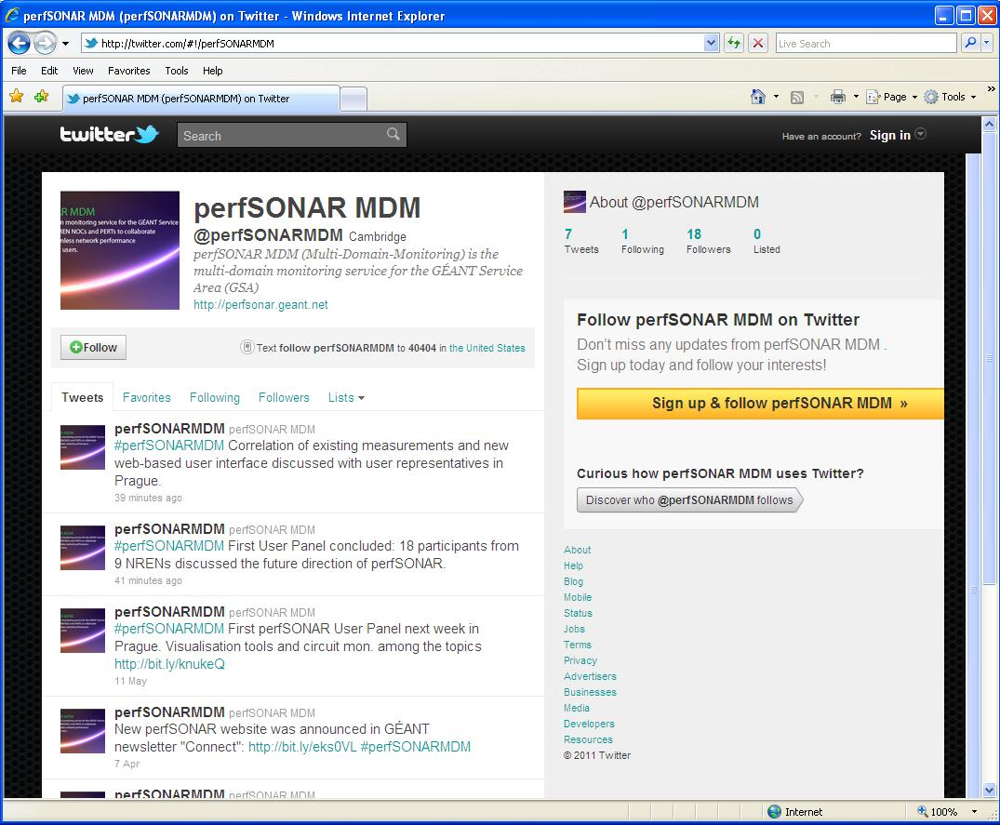 perfSONAR MDM (perfSONARMDM) on Twitter - Windows Internet Explorer
http://twitter.com/#!/perfSONARMDM
Live Search
File Edit View Favorites Tools Help
perfSONAR MDM (perfSONARMDM) on Twitter
Page Tools »
twitter
Search
Have an account? Sign in
R MDM
n monitoring service for the GÉANT Service
REN NOCs and PERTs to collaborate
mless network performance
users.
perfSONAR MDM
@perfSONARMDM Cambridge
perfSONAR MDM (Multi-Domain-Monitoring) is the
multi-domain monitoring service for the GÉANT Service
Area (GSA)
http://perfsonar.geant.net
Follow
Text follow perfSONARMDM to 40404 in the United States
Tweets Favorites Following Followers Lists
perfSONARMDM perfSONAR MDM
#perfSONARMDM Correlation of existing measurements and new
web-based user interface discussed with user representatives in
Prague.
39 minutes ago
perfSONARMDM perfSONAR MDM
#perfSONARMDM First User Panel concluded: 18 participants from
9 NRENs discussed the future direction of perfSONAR.
41 minutes ago
perfSONARMDM perfSONAR MDM
#perfSONARMDM First perfSONAR User Panel next week in
Prague. Visualisation tools and circuit mon. among the topics
http://bit.ly/knukeQ
11 May
perfSONARMDM perfSONAR MDM
New perfSONAR website was announced in GÉANT
newsletter "Connect": http://bit.ly/eks0VL #perfSONARMDM
7 Apr
perfSONARMDM perfSONAR MDM
About @perfSONARMDM
7 1 18 0
Tweets Following Followers Listed
Follow perfSONAR MDM on Twitter
Don't miss any updates from perfSONAR MDM .
Sign up today and follow your interests!
Sign up & follow perfSONAR MDM »
Curious how perfSONAR MDM uses Twitter?
Discover who @perfSONARMDM follows
About
Help
Blog
Mobile
Status
Jobs
Terms
Privacy
Advertisers
Businesses
Media
Developers
Resources
© 2011 Twitter
Internet 100%